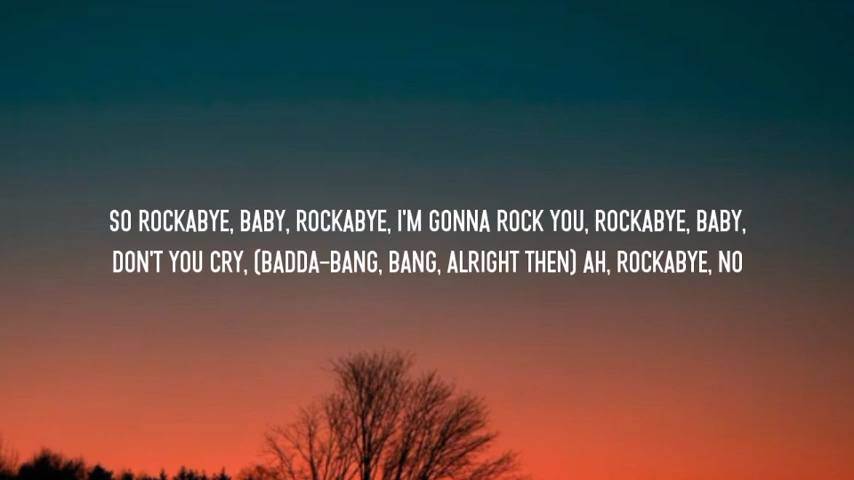 SO ROCKABYE, BABY, ROCKABYE, I'M GONNA ROCK YOU, ROCKABYE, BABY,
DON'T YOU CRY, (BADDA-BANG, BANG, ALRIGHT THEN) AH, ROCKABYE, NO